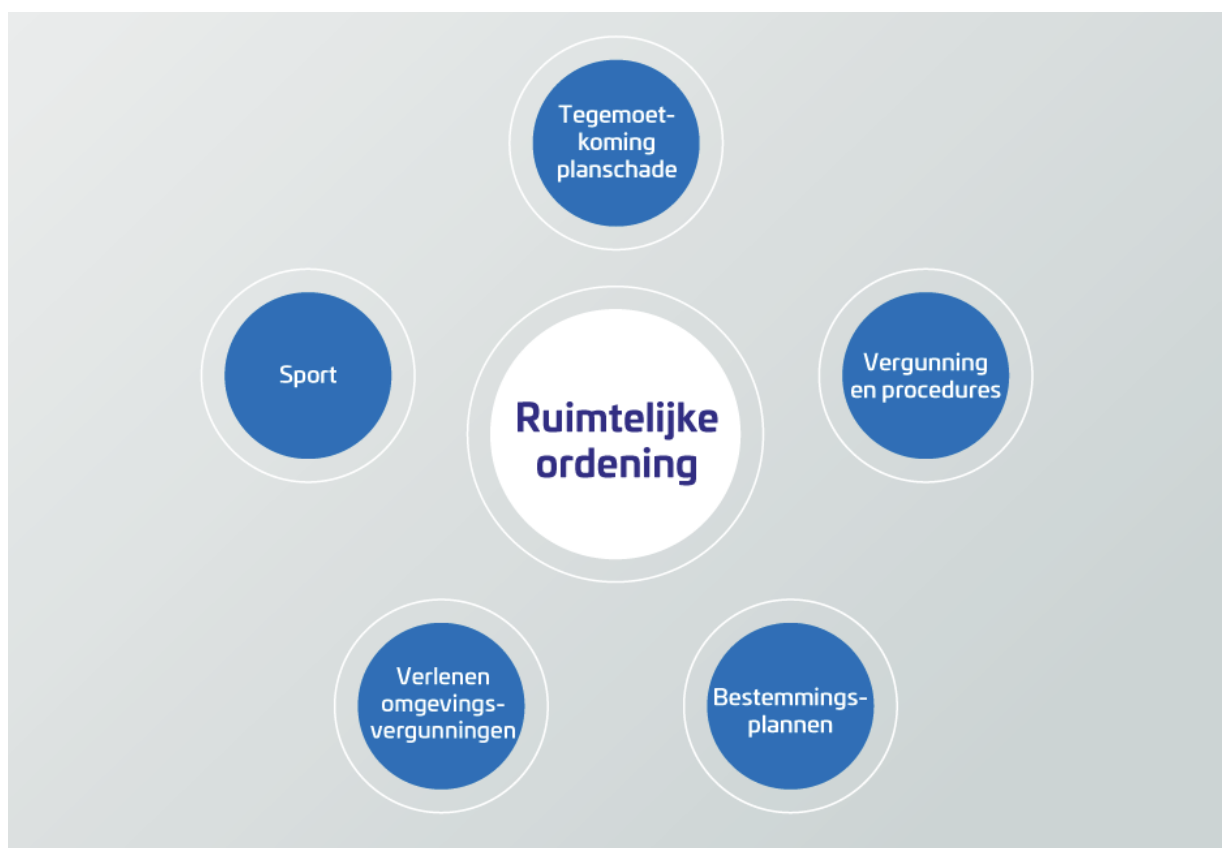 Tegemoet-
koming
planschade
Sport
Vergunning
en procedures
Ruimtelijke
ordening
Verlenen
omgevings-
vergunningen
Bestemmings-
plannen